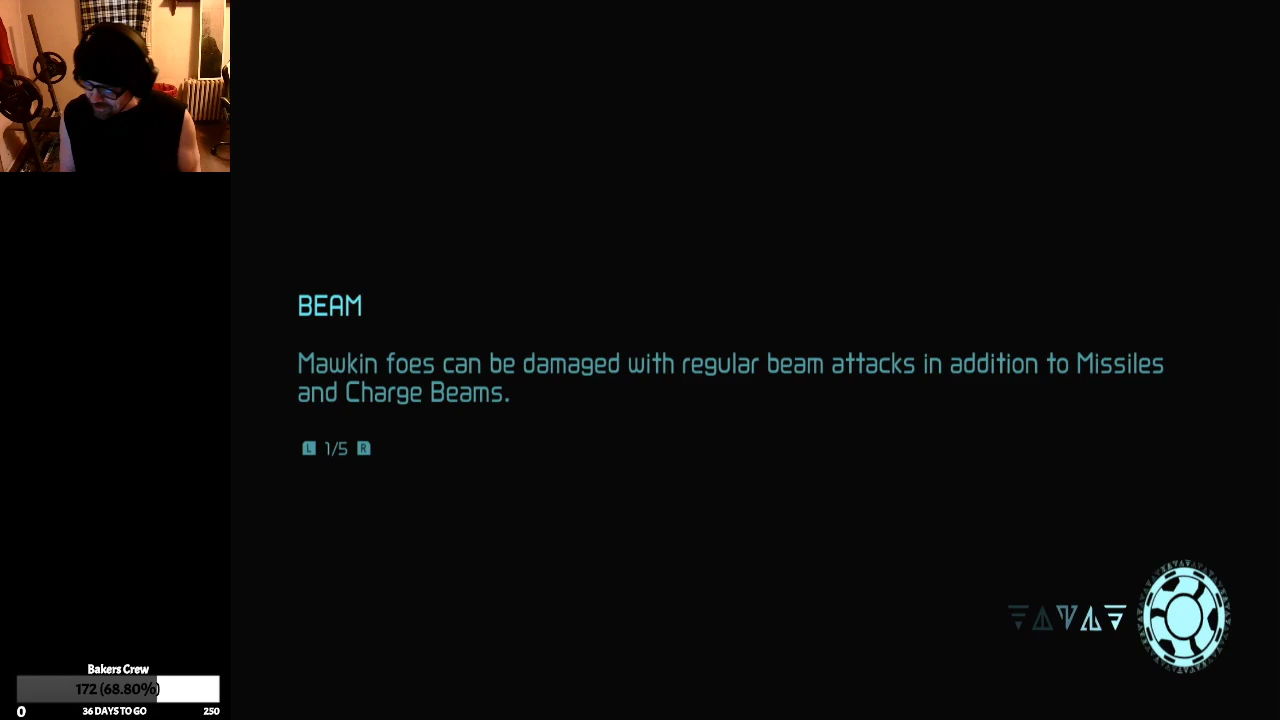 BEAM
Mawkin foes can be damaged with regular beam attacks in addition to Missiles
and Charge Beams.
L 1/5 R
Bakers Crew
172 (68.80%)
0 36 DAYS TO GO 250